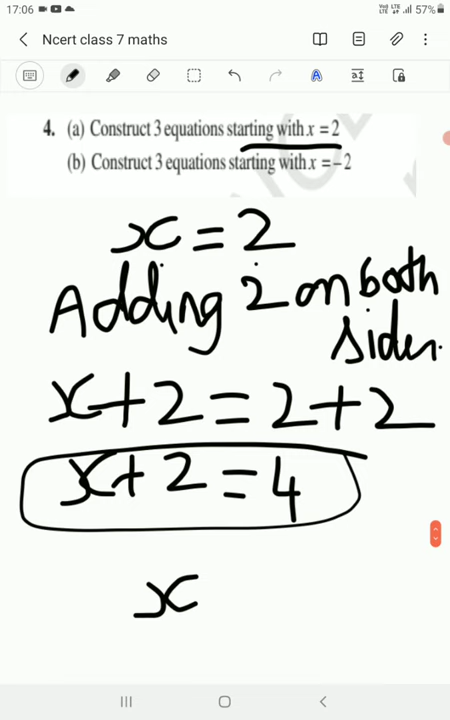 17:06 57%
Ncert class 7 maths
4. (a) Construct 3 equations starting with x = 2
(b) Construct 3 equations starting with x = – 2
x = 2
Adding 2 on both
sides.
x+2=2+2
x+2=4
x